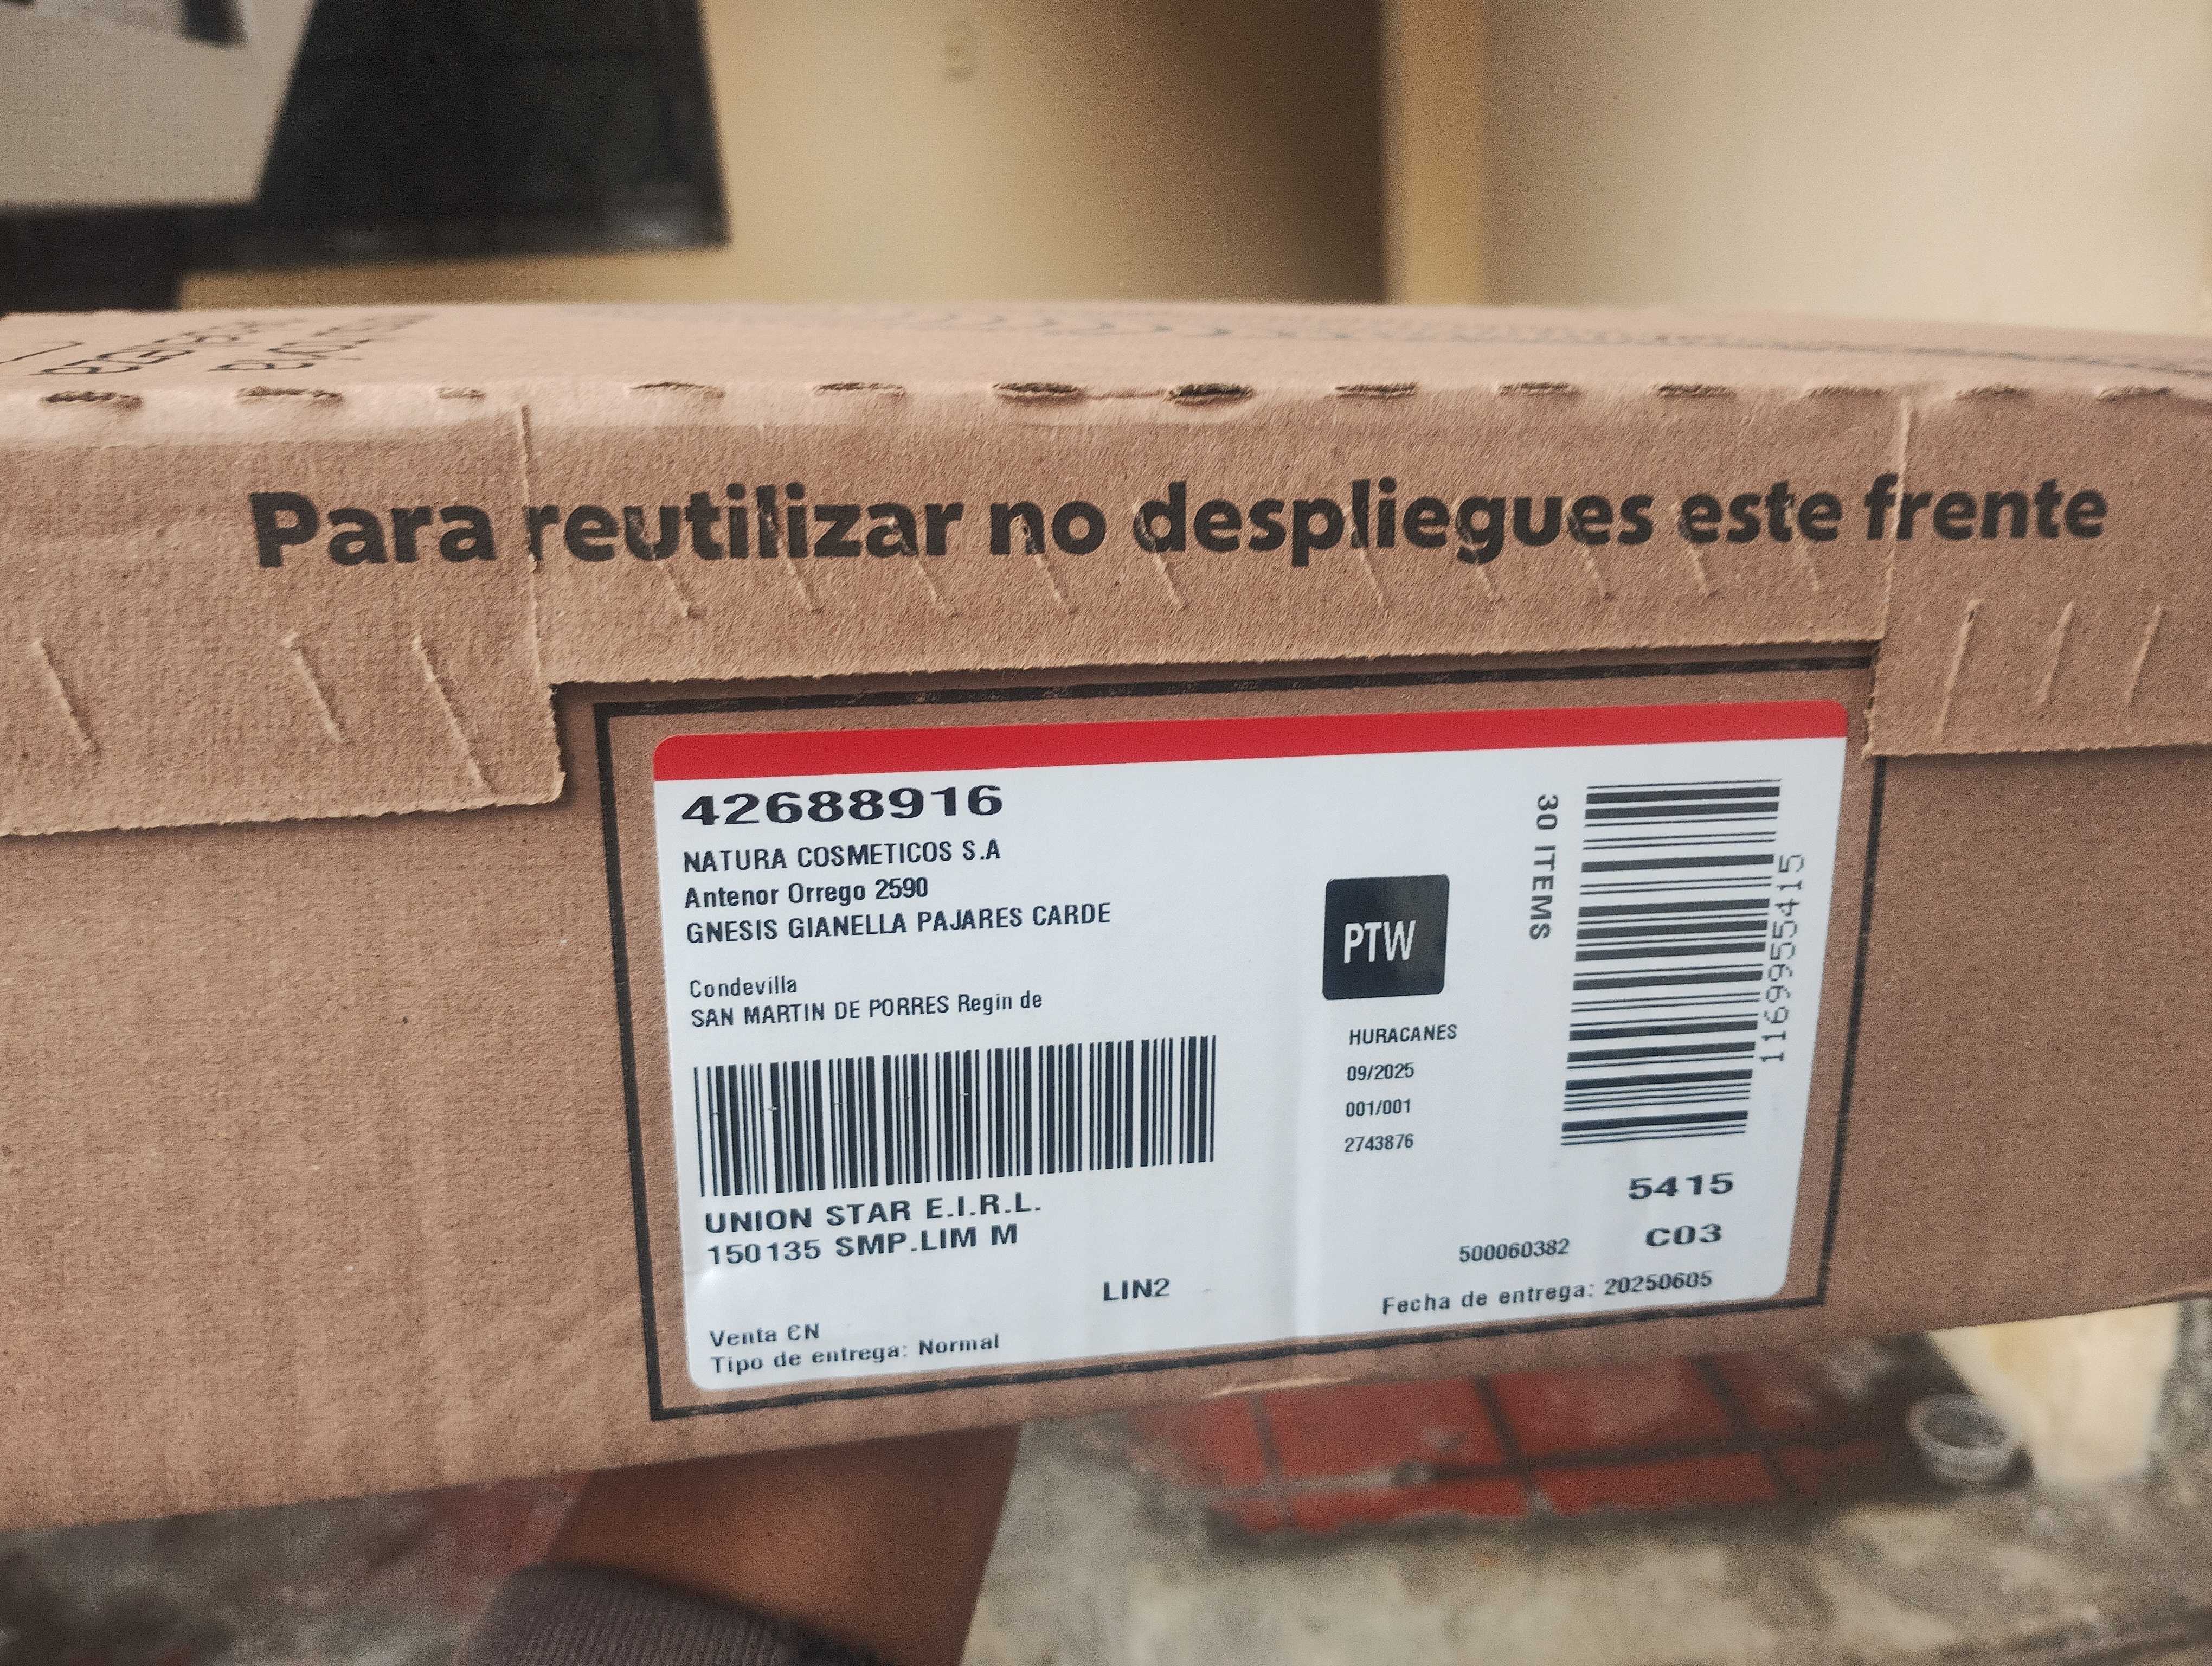 Para reutilizar no despliegues este frente
42688916
NATURA COSMETICOS S.A
Antenor Orrego 2590
GNESIS GIANELLA PAJARES CARDE
Condevilla
SAN MARTIN DE PORRES Regin de
UNION STAR E.I.R.L.
150135 SMP.LIM M
LIN2
Venta CN
Tipo de entrega: Normal
PTW
HURACANES
09/2025
001/001
2743876
30 ITEMS
1169955415
5415
C03
500060382
Fecha de entrega: 20250605